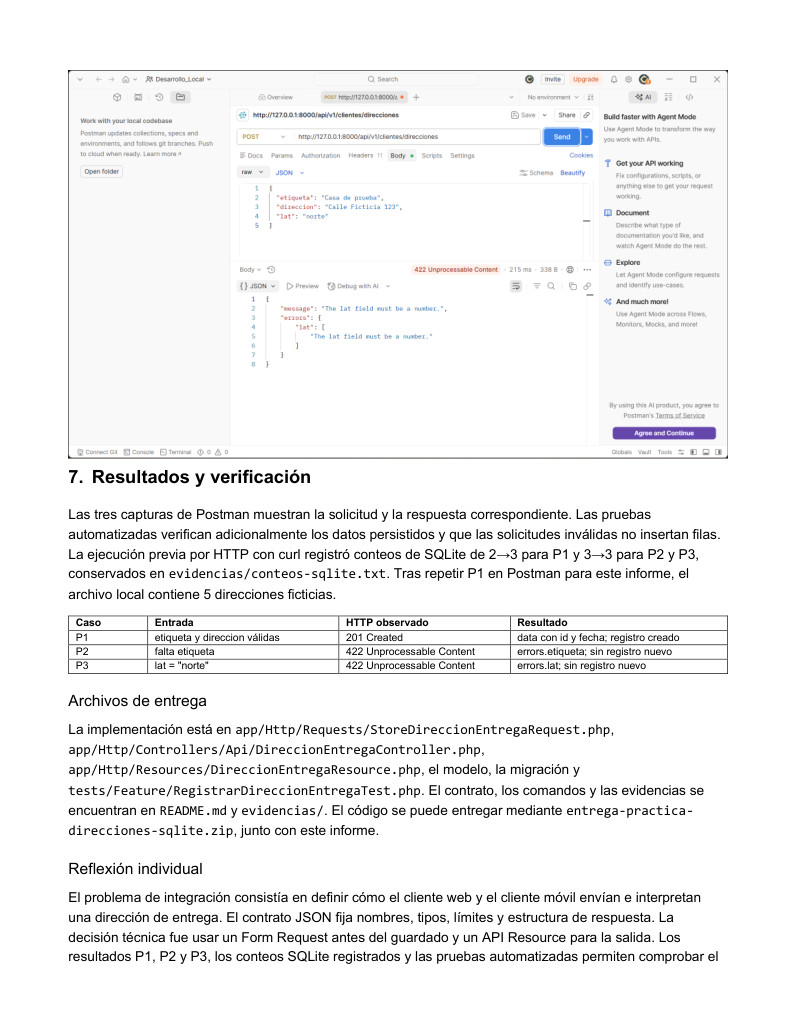 Desarrollo_Local
Search
Invite
Upgrade
Overview
POST http://127.0.0.1:8000/a
No environment
AI
Work with your local codebase
Postman updates collections, specs and
environments, and follows git branches. Push
to cloud when ready. Learn more
Open folder
http://127.0.0.1:8000/api/v1/clientes/direcciones
Save
Share
POST
http://127.0.0.1:8000/api/v1/clientes/direcciones
Send
Docs Params Authorization Headers 11 Body Scripts Settings
Cookies
raw
JSON
Schema
Beautify
1 {
2 "etiqueta": "Casa de prueba",
3 "direccion": "Calle Ficticia 123",
4 "lat": "norte"
5 }
Body
422 Unprocessable Content · 215 ms · 338 B
{} JSON
Preview
Debug with AI
1 {
2 "message": "The lat field must be a number.",
3 "errors": {
4 "lat": [
5 "The lat field must be a number."
6 ]
7 }
8 }
Build faster with Agent Mode
Use Agent Mode to transform the way
you work with APIs.
Get your API working
Fix configurations, scripts, or
anything else to get your request
working.
Document
Describe what type of
documentation you'd like, and
watch Agent Mode do the rest.
Explore
Let Agent Mode configure requests
and identify use-cases.
And much more!
Use Agent Mode across Flows,
Monitors, Mocks, and more!
By using this AI product, you agree to
Postman's Terms of Service
Agree and Continue
Connect Git Console Terminal 0 0
Globals Vault Tools
7. Resultados y verificación
Las tres capturas de Postman muestran la solicitud y la respuesta correspondiente. Las pruebas
automatizadas verifican adicionalmente los datos persistidos y que las solicitudes inválidas no insertan filas.
La ejecución previa por HTTP con curl registró conteos de SQLite de 2→3 para P1 y 3→3 para P2 y P3,
conservados en evidencias/conteos-sqlite.txt. Tras repetir P1 en Postman para este informe, el
archivo local contiene 5 direcciones ficticias.
Caso Entrada HTTP observado Resultado
P1 etiqueta y direccion válidas 201 Created data con id y fecha; registro creado
P2 falta etiqueta 422 Unprocessable Content errors.etiqueta; sin registro nuevo
P3 lat = "norte" 422 Unprocessable Content errors.lat; sin registro nuevo
Archivos de entrega
La implementación está en app/Http/Requests/StoreDireccionEntregaRequest.php,
app/Http/Controllers/Api/DireccionEntregaController.php,
app/Http/Resources/DireccionEntregaResource.php, el modelo, la migración y
tests/Feature/RegistrarDireccionEntregaTest.php. El contrato, los comandos y las evidencias se
encuentran en README.md y evidencias/. El código se puede entregar mediante entrega-practica-
direcciones-sqlite.zip, junto con este informe.
Reflexión individual
El problema de integración consistía en definir cómo el cliente web y el cliente móvil envían e interpretan
una dirección de entrega. El contrato JSON fija nombres, tipos, límites y estructura de respuesta. La
decisión técnica fue usar un Form Request antes del guardado y un API Resource para la salida. Los
resultados P1, P2 y P3, los conteos SQLite registrados y las pruebas automatizadas permiten comprobar el